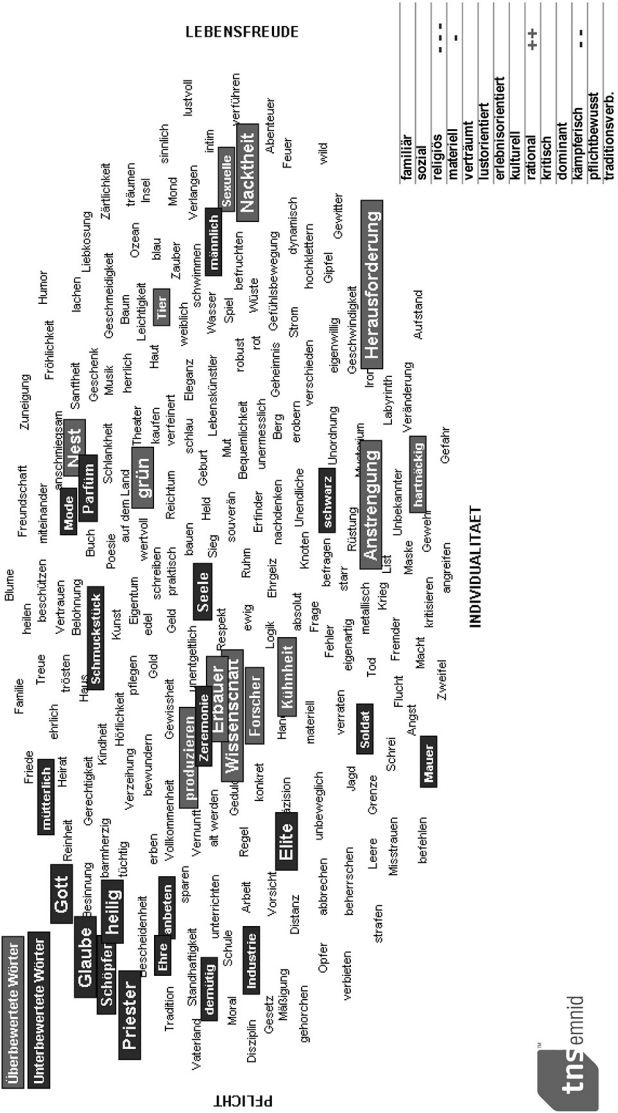 Überbewertete Wörter
Unterbewertete Wörter
LEBENSFREUDE
PFLICHT
INDIVIDUALITAET
Blume
Familie
Freundschaft
Zuneigung
heilen
Friede
Treue
beschützen
miteinander
Fröhlichkeit
Humor
mütterlich
ehrlich
Vertrauen
anschmiegsam
Gott
Heirat
trösten
Mode
Nest
Reinheit
Belohnung
Sanftheit
lachen
Glaube
Besinnung
Gerechtigkeit
Haus
Schmuckstück
Buch
Parfüm
Geschenk
Liebkosung
Schöpfer
heilig
barmherzig
Kindheit
Poesie
Schlankheit
Musik
Geschmeidigkeit
Zärtlichkeit
Priester
tüchtig
Höflichkeit
Kunst
auf dem Land
herrlich
Baum
träumen
Verzeihung
pflegen
Eigentum
wertvoll
grün
Theater
Leichtigkeit
Ozean
Insel
erben
bewundern
Gold
edel
schreiben
kaufen
Haut
Tier
blau
sinnlich
Tradition
Ehre
anbeten
Vollkommenheit
Gewissheit
Geld
praktisch
Reichtum
verfeinert
weiblich
Zauber
Mond
lustvoll
Vaterland
Standhaftigkeit
sparen
Vernunft
produzieren
unentgeltlich
bauen
schlau
Eleganz
schwimmen
Verlangen
demütig
unterrichten
alt werden
Zeremonie
Seele
Sieg
Held
Geburt
Lebenskünstler
Wasser
männlich
intim
Moral
Schule
Erbauer
Respekt
souverän
Mut
Spiel
Sexuelle
verführen
Disziplin
Industrie
Arbeit
Regel
Wissenschaft
ewig
Ruhm
Erfinder
Bequemlichkeit
robust
befruchten
Nacktheit
Gesetz
Vorsicht
konkret
Forscher
Logik
Ehrgeiz
nachdenken
unermesslich
rot
Wüste
Abenteuer
Mäßigung
Distanz
Elite
Kühnheit
absolut
Knoten
Unendliche
Berg
Geheimnis
Gefühlsbewegung
Feuer
gehorchen
materiell
Frage
erobern
Strom
dynamisch
Opfer
abbrechen
unbeweglich
Fehler
befragen
schwarz
Unordnung
verschieden
hochklettern
wild
verbieten
beherrschen
Jagd
verraten
eigenartig
starr
Rüstung
eigenwillig
Gipfel
Gewitter
strafen
Leere
Grenze
Soldat
Tod
metallisch
Anstrengung
Geschwindigkeit
Herausforderung
Misstrauen
Schrei
Flucht
Fremder
Krieg
List
Labyrinth
Angst
Macht
Maske
Unbekannter
Veränderung
Aufstand
befehlen
Mauer
kritisieren
Gewehr
hartnäckig
Zweifel
angreifen
Gefahr
familiär
sozial
religiös - - -
materiell -
verträumt
lustorientiert
erlebnisorientiert
kulturell
rational ++
kritisch
dominant
kämpferisch - -
pflichtbewusst
traditionsverb.
tns emnid
TM